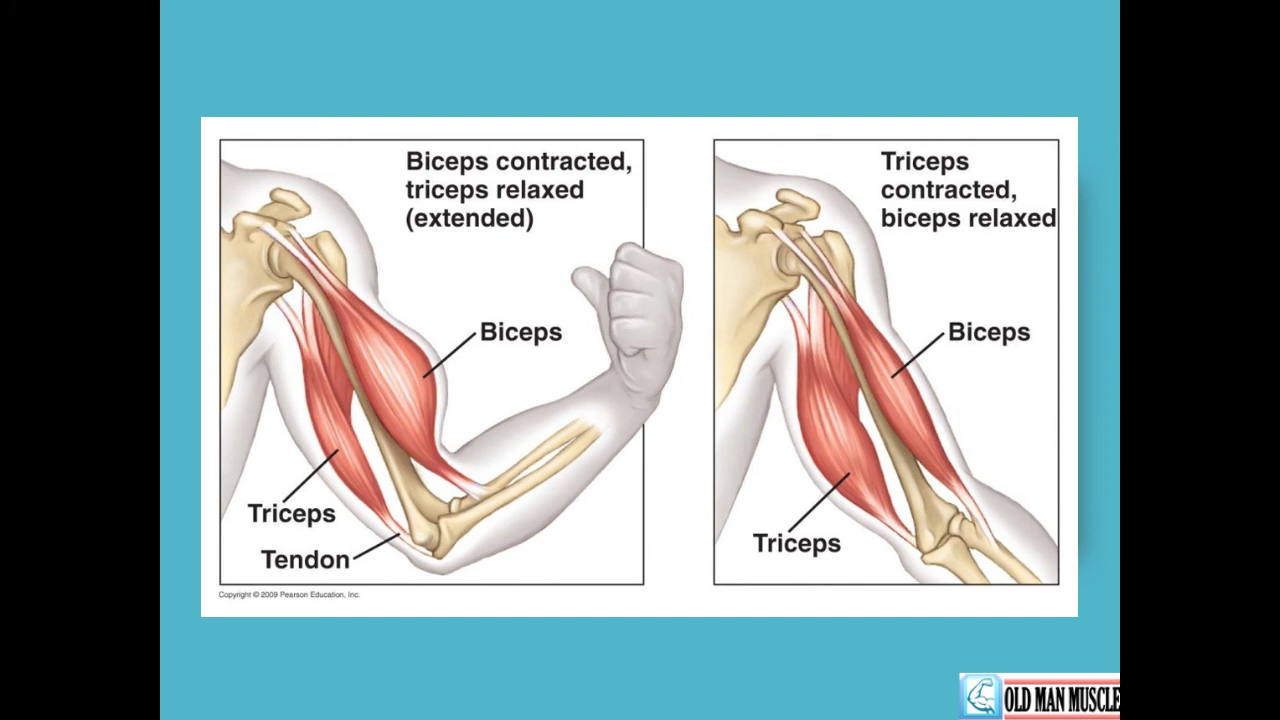 Biceps contracted,
triceps relaxed
(extended)
Biceps
Triceps
Tendon
Triceps
contracted,
biceps relaxed
Biceps
Triceps
Copyright © 2009 Pearson Education, Inc.
OLD MAN MUSCLE